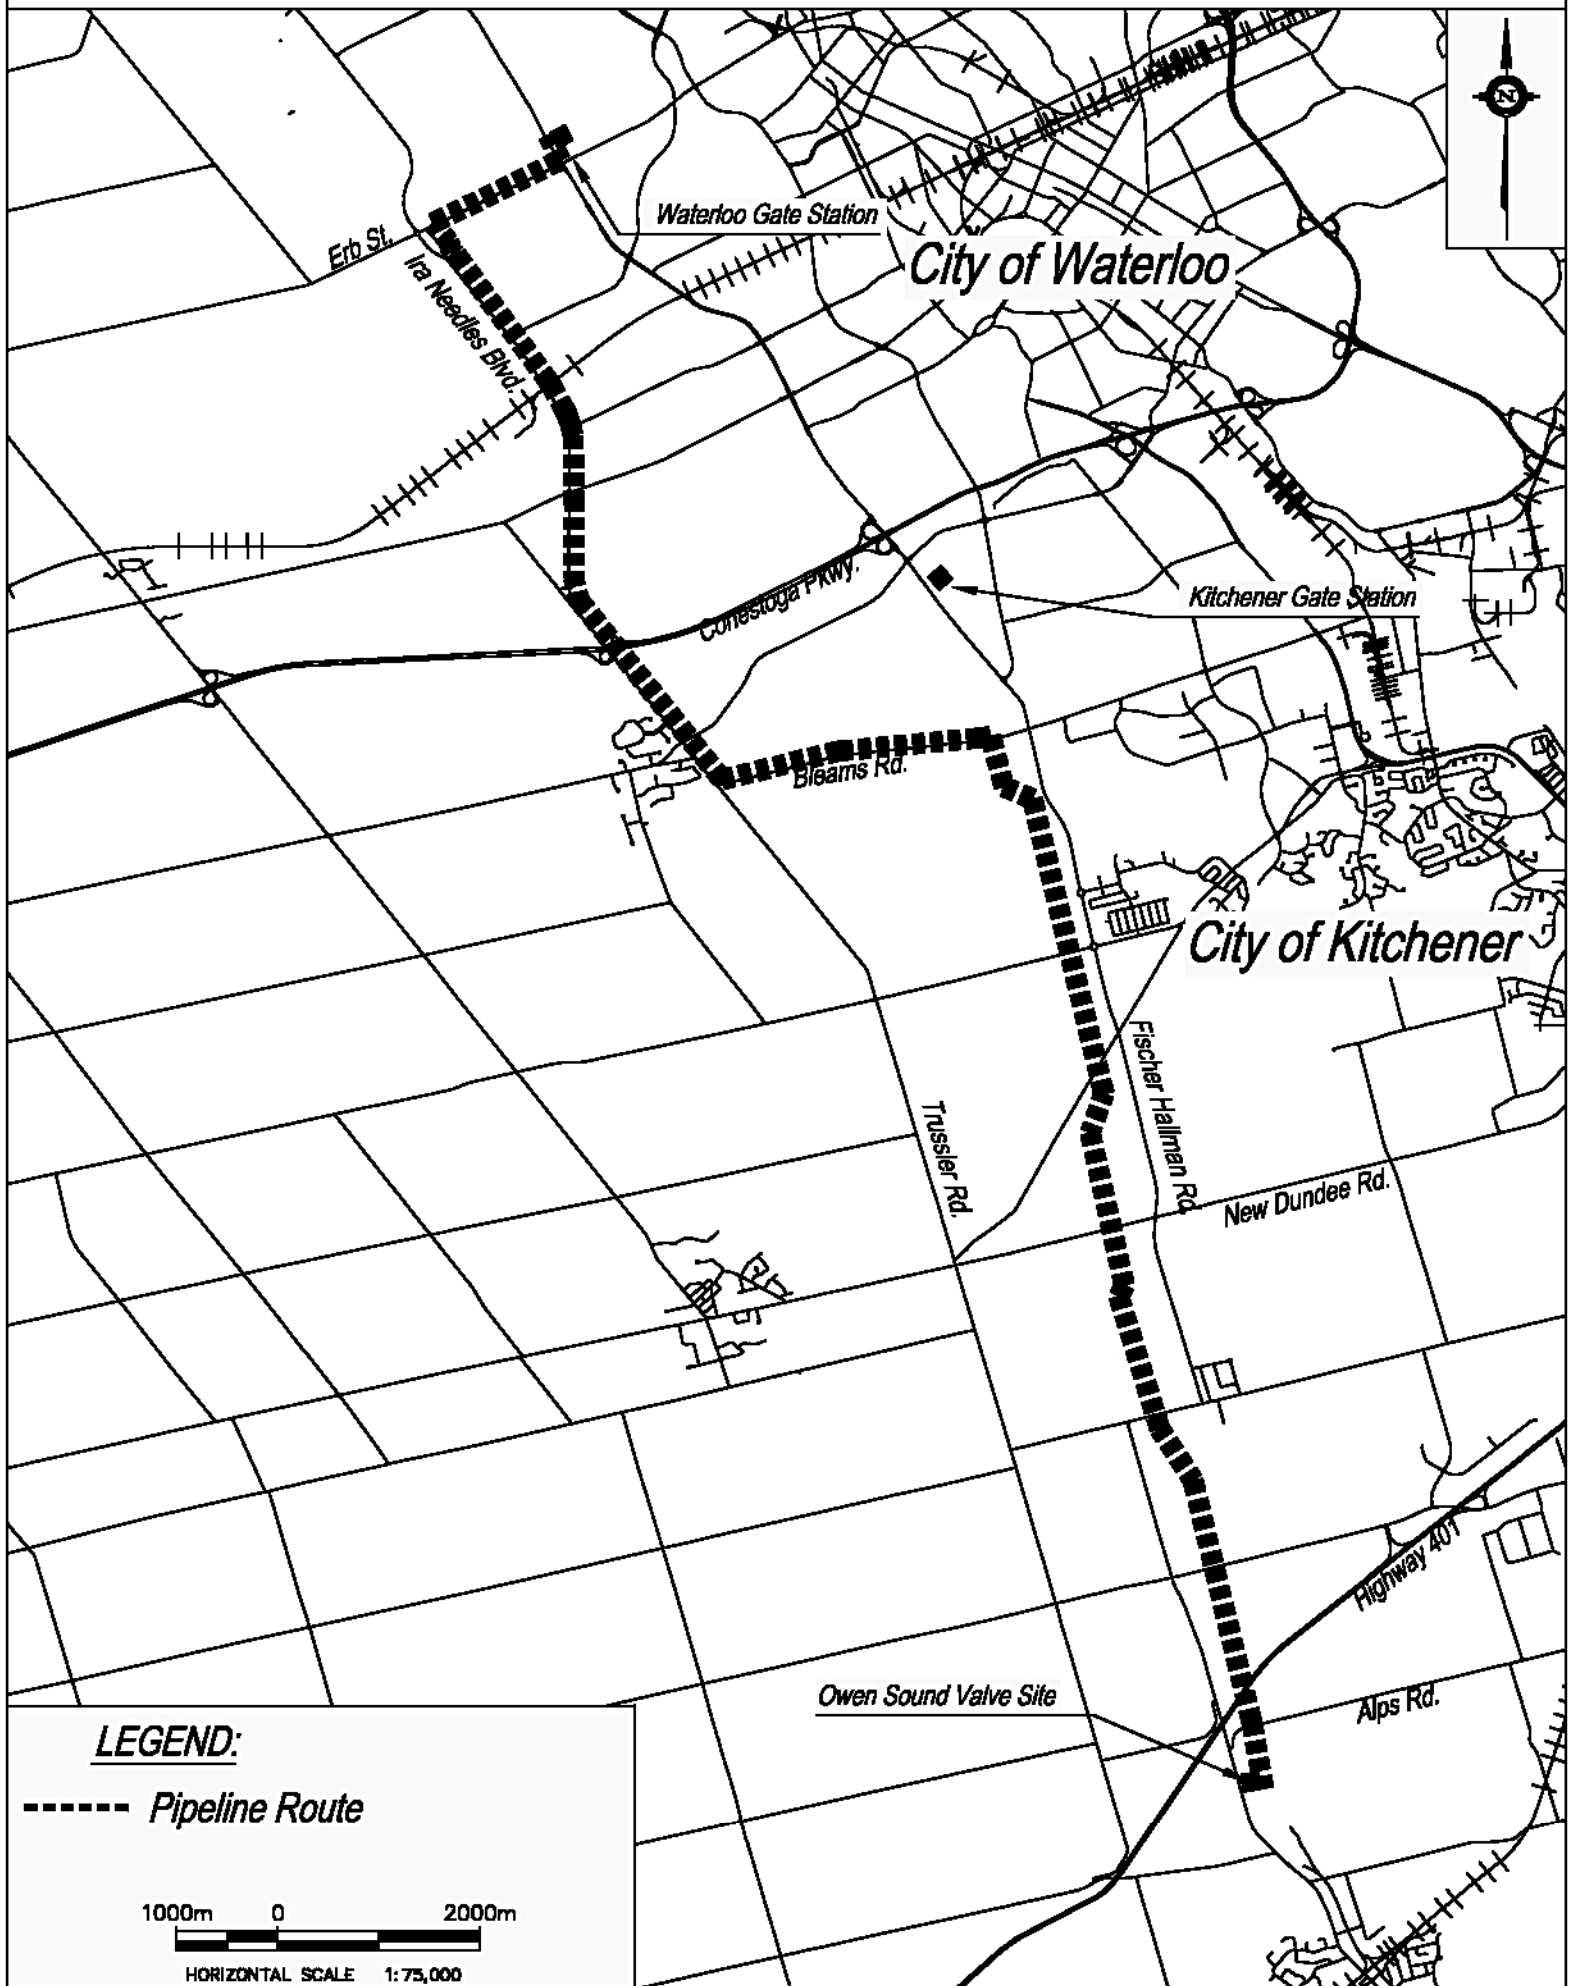 N
Waterloo Gate Station
Erb St.
City of Waterloo
Ira Needles Blvd.
Conestoga Pkwy.
Kitchener Gate Station
Bleams Rd.
City of Kitchener
Fischer Hallman Rd.
Trussler Rd.
New Dundee Rd.
Highway 401
Owen Sound Valve Site
Alps Rd.
LEGEND:
Pipeline Route
1000m 0 2000m
HORIZONTAL SCALE 1:75,000